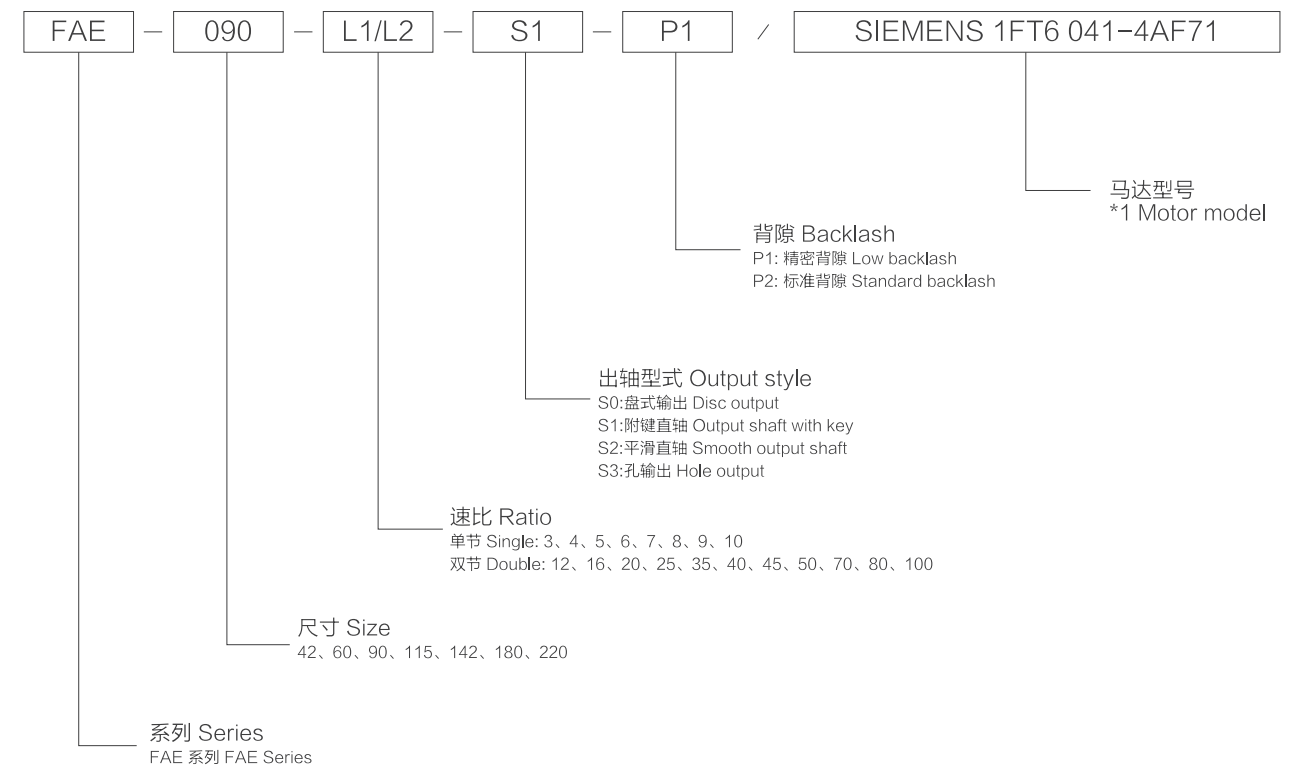 FAE – 090 – L1/L2 – S1 – P1 / SIEMENS 1FT6 041-4AF71
马达型号
*1 Motor model
背隙 Backlash
P1: 精密背隙 Low backlash
P2: 标准背隙 Standard backlash
出轴型式 Output style
S0:盘式输出 Disc output
S1:附键直轴 Output shaft with key
S2:平滑直轴 Smooth output shaft
S3:孔输出 Hole output
速比 Ratio
单节 Single: 3、4、5、6、7、8、9、10
双节 Double: 12、16、20、25、35、40、45、50、70、80、100
尺寸 Size
42、60、90、115、142、180、220
系列 Series
FAE 系列 FAE Series